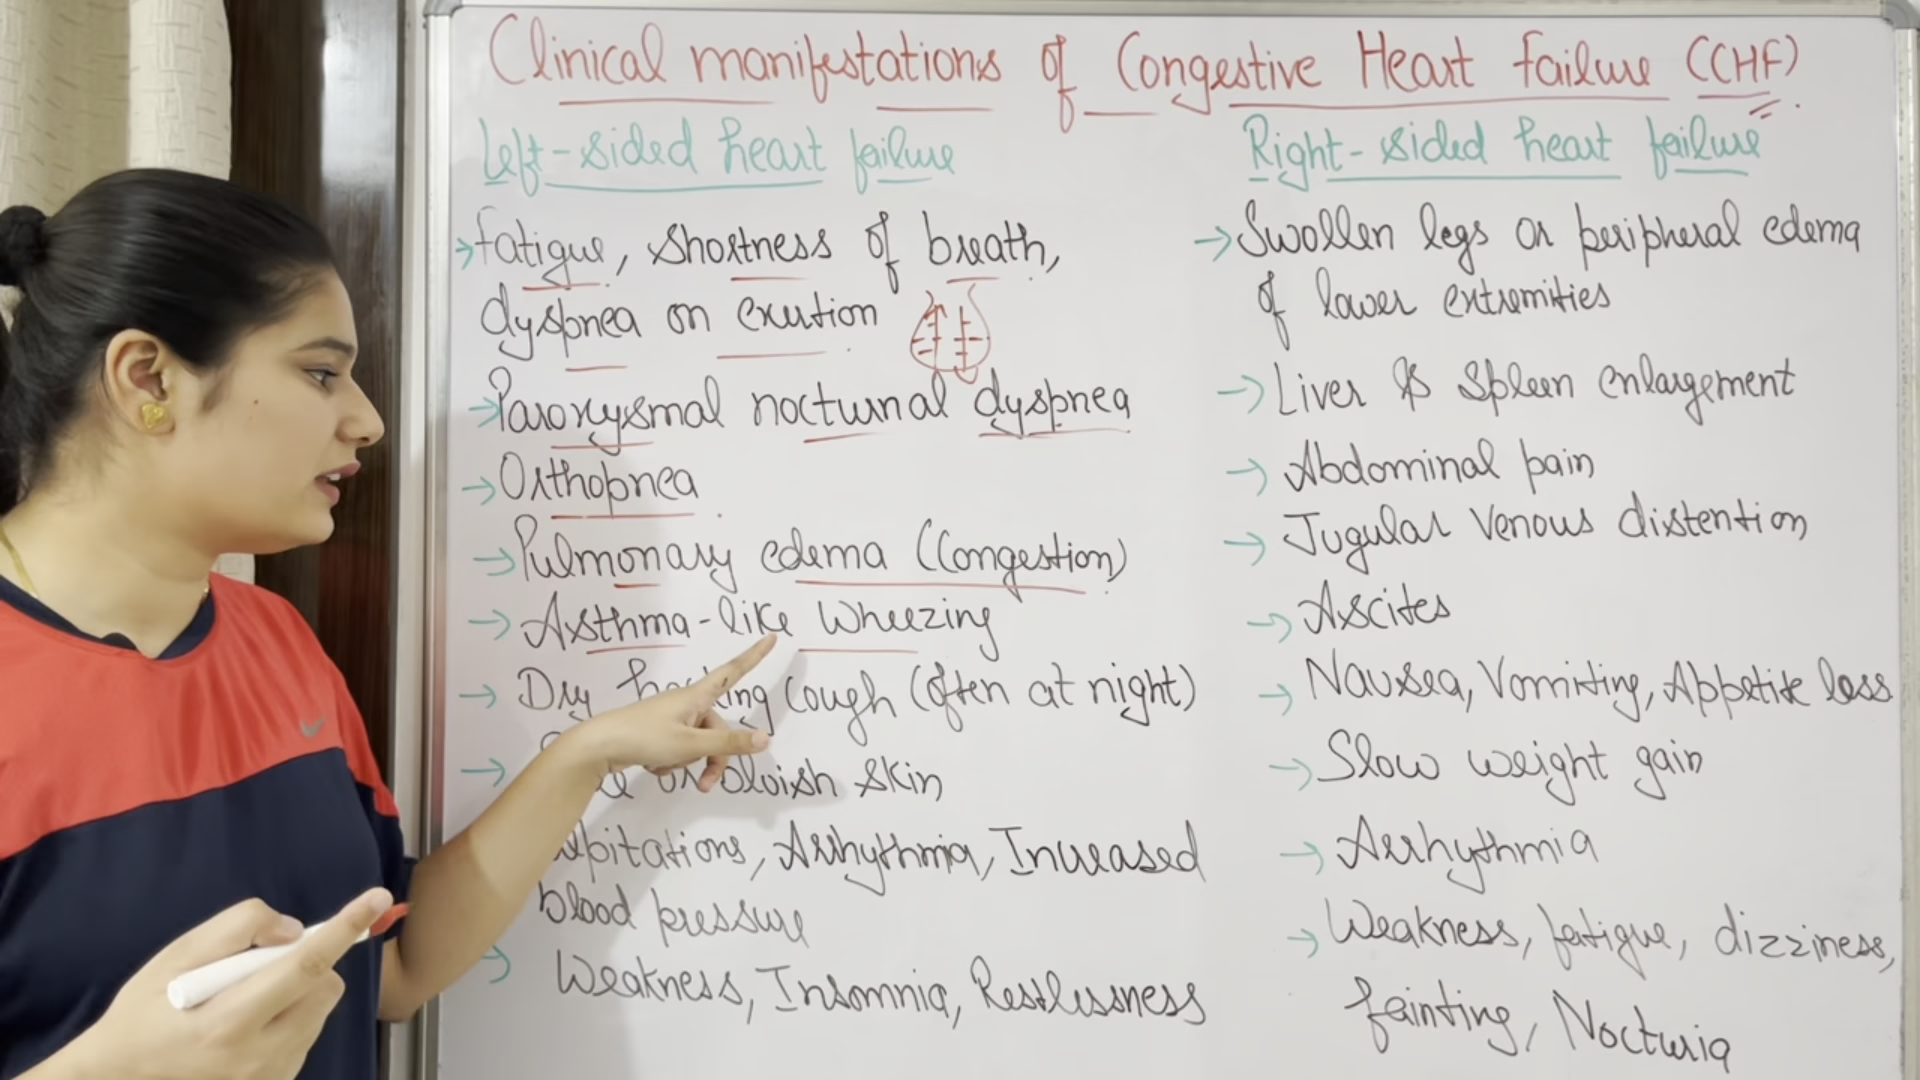 Clinical manifestations of Congestive Heart Failure (CHF)
Left-sided heart failure
→ Fatigue, Shortness of breath,
dyspnea on exertion
→ Paroxysmal nocturnal dyspnea
→ Orthopnea
→ Pulmonary edema (Congestion)
→ Asthma-like Wheezing
→ Dry cough (Often at night)
→ or bluish skin
Arrhythmia, Increased
blood pressure
→ Weakness, Insomnia, Restlessness
Right-sided heart failure
→ Swollen legs or peripheral edema
of lower extremities
→ Liver & Spleen enlargement
→ Abdominal pain
→ Jugular Venous distention
→ Ascites
→ Nausea, Vomiting, Appetite loss
→ Slow weight gain
→ Arrhythmia
→ Weakness, fatigue, dizziness,
fainting, Nocturia